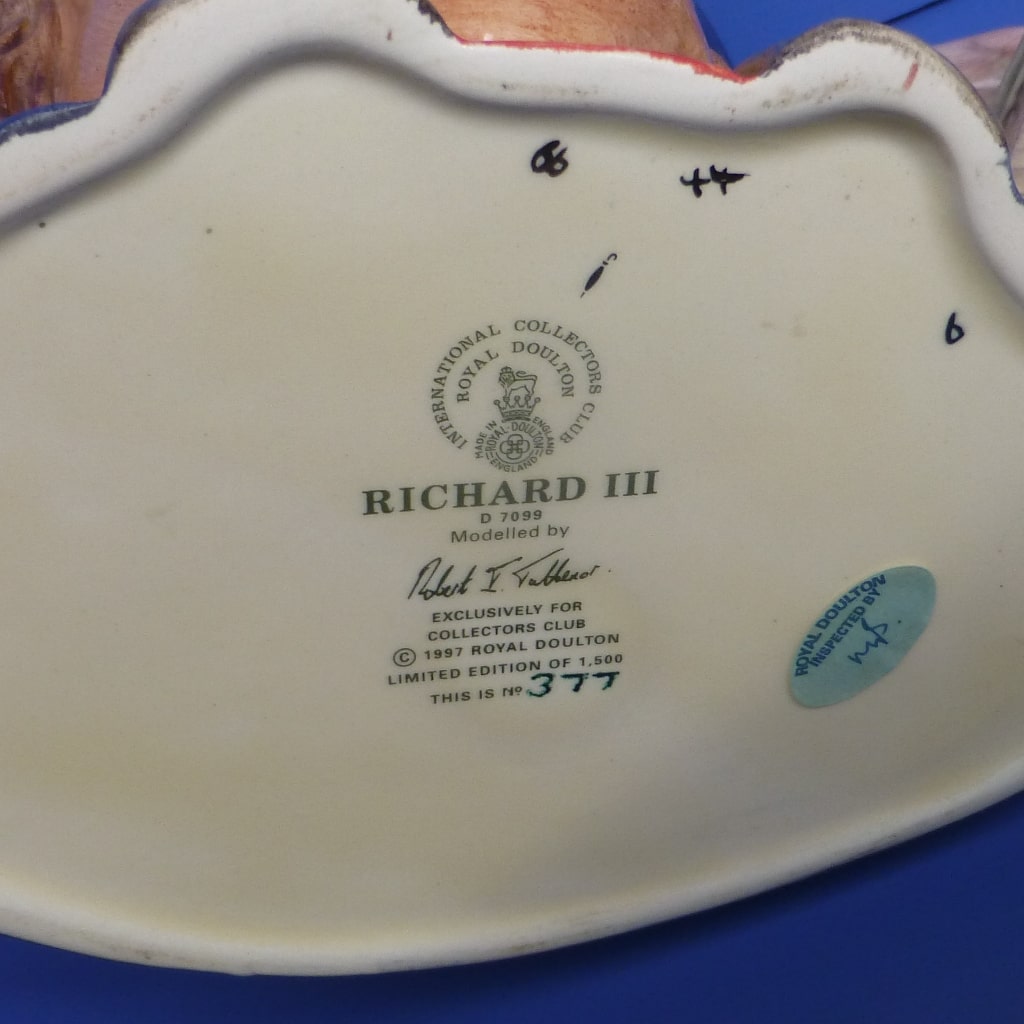 6
INTERNATIONAL COLLECTORS CLUB
ROYAL DOULTON
MADE IN ENGLAND
ROYAL DOULTON
ENGLAND
RICHARD III
D 7099
Modelled by
Robert I. Tabbenor.
EXCLUSIVELY FOR
COLLECTORS CLUB
© 1997 ROYAL DOULTON
LIMITED EDITION OF 1,500
THIS IS Nº 377
ROYAL DOULTON
INSPECTED BY